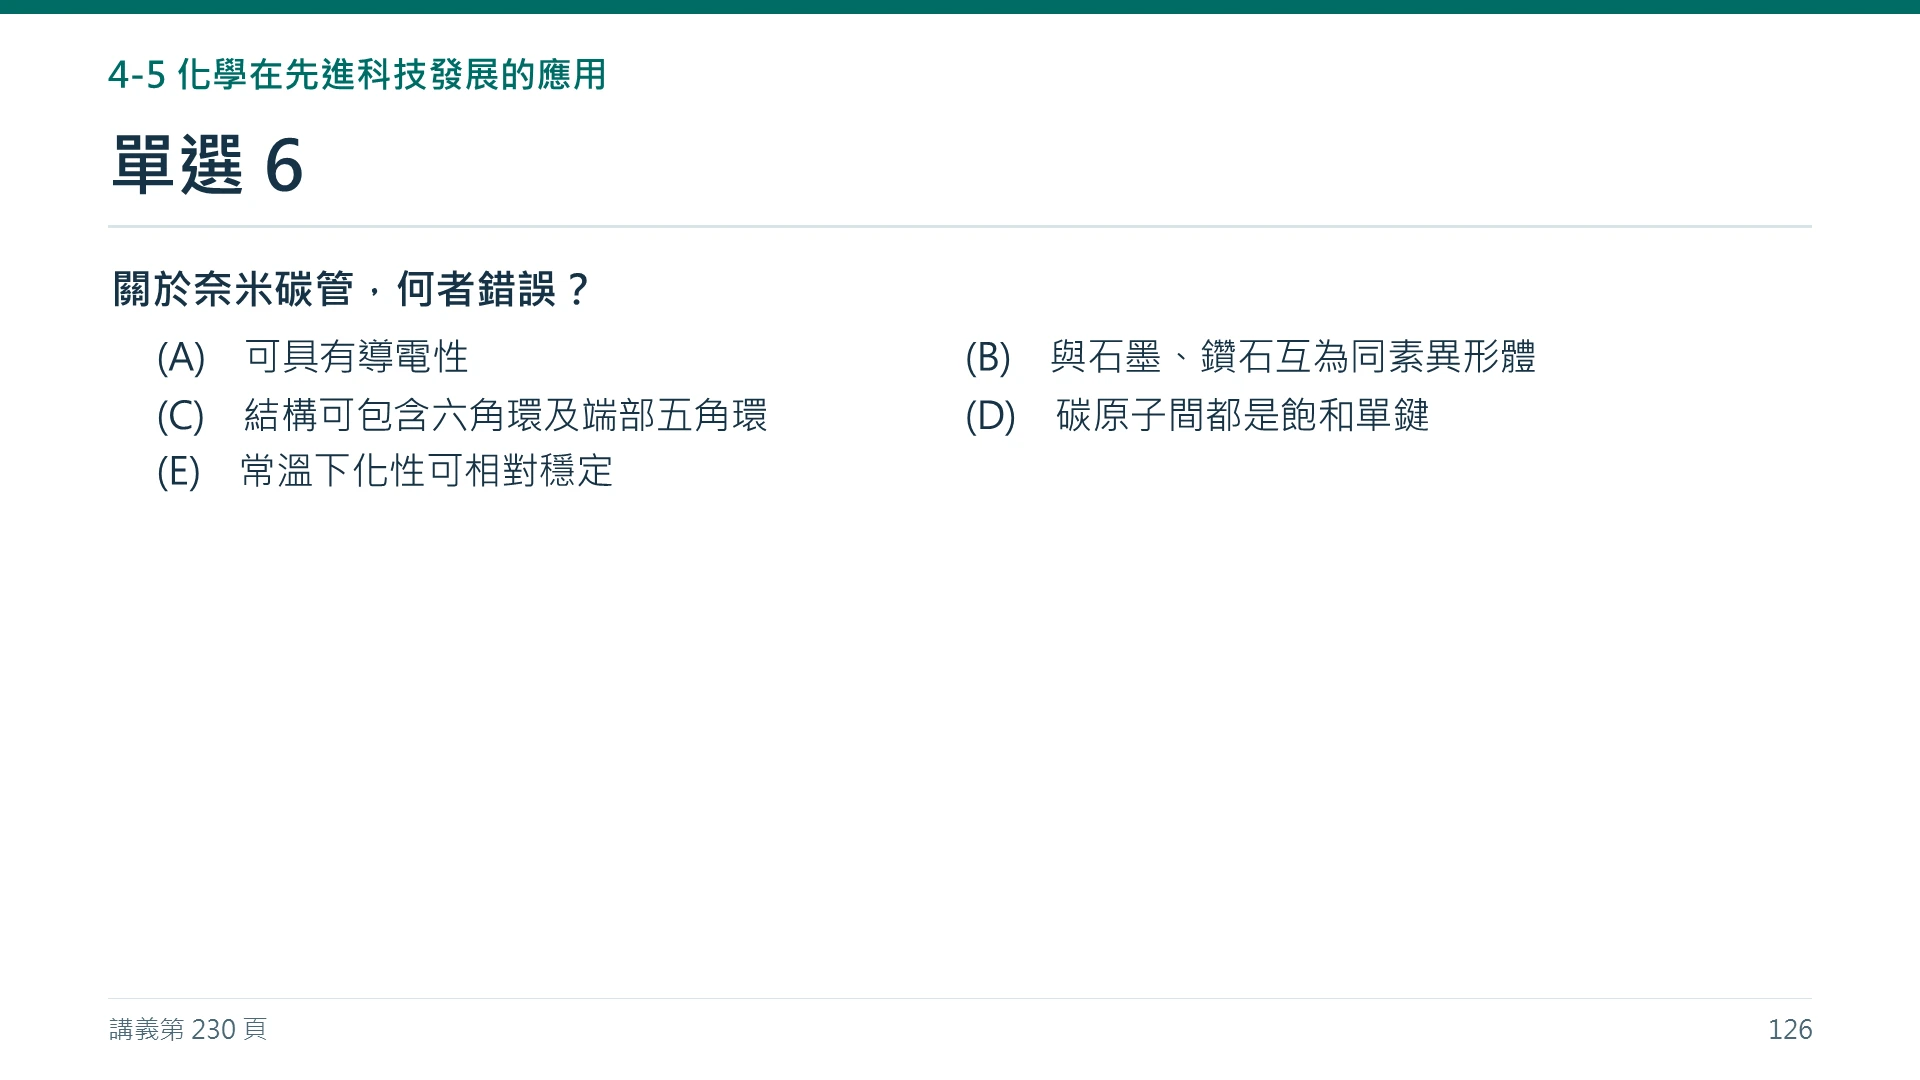 4-5 化學在先進科技發展的應用
單選 6
關於奈米碳管，何者錯誤？
(A) 可具有導電性
(B) 與石墨、鑽石互為同素異形體
(C) 結構可包含六角環及端部五角環
(D) 碳原子間都是飽和單鍵
(E) 常溫下化性可相對穩定
講義第 230 頁
126